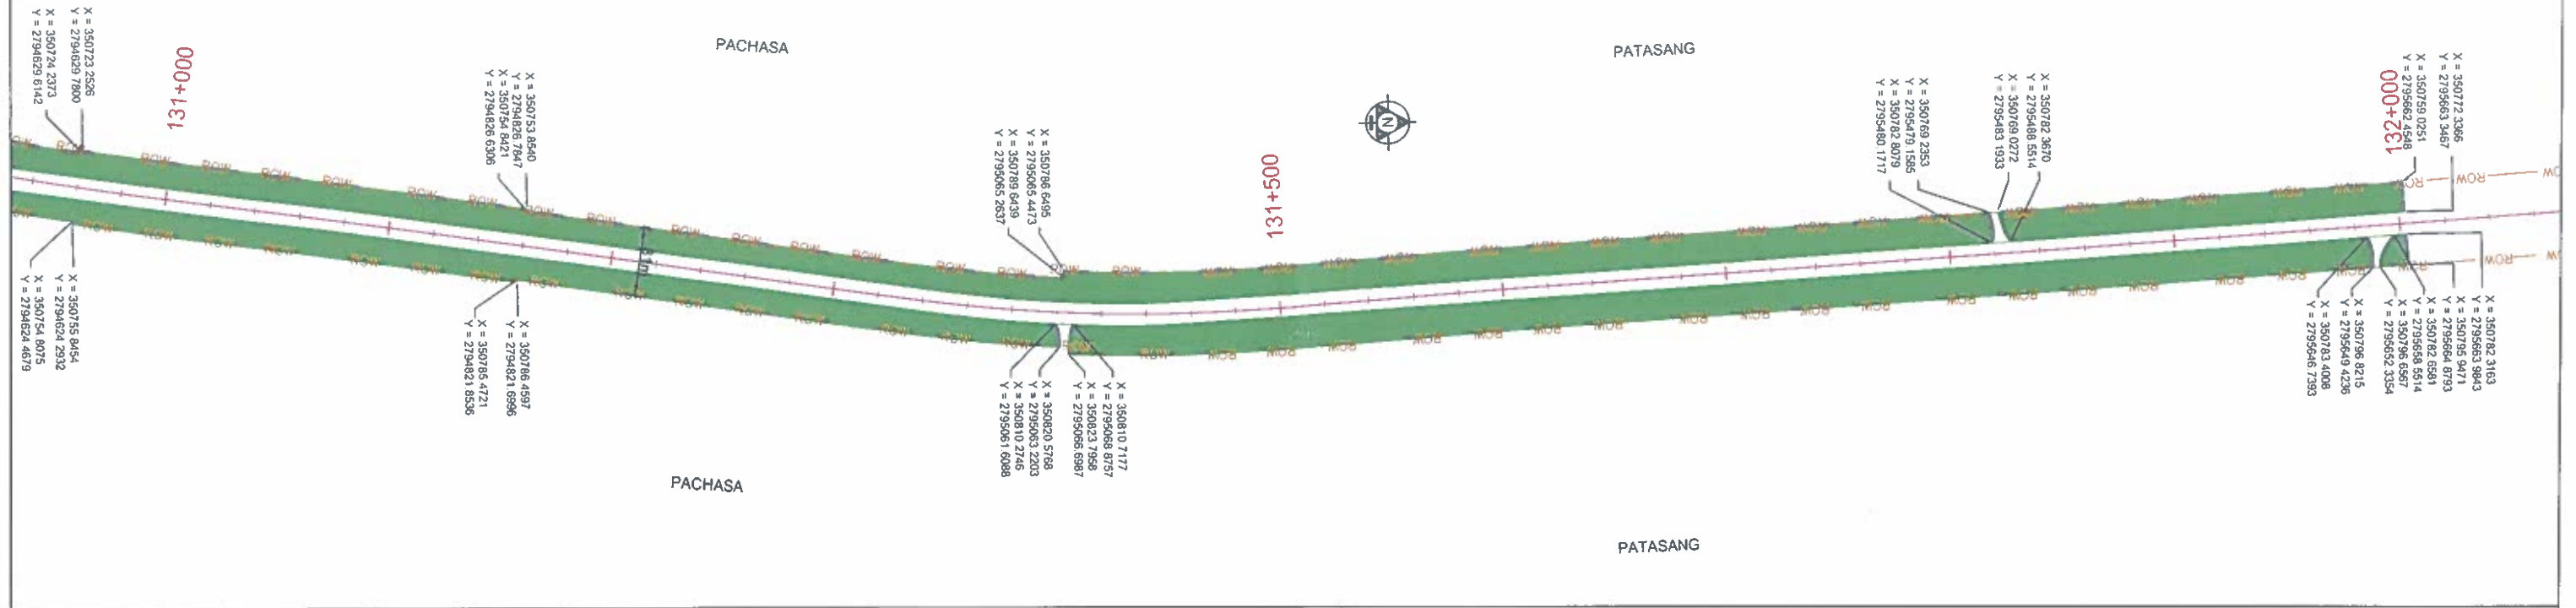 X = 350723 2526
Y = 2794629 7800
X = 350724 2373
Y = 2794629 6142
131+000
X = 350753 8540
Y = 2794826 7847
X = 350754 8421
Y = 2794826 6306
PACHASA
X = 350786 6495
Y = 2795065 4473
X = 350789 6439
Y = 2795065 2637
131+500
N
PATASANG
X = 350769 2353
Y = 2795479 1585
X = 350782 8079
Y = 2795480.1717
X = 350782 3670
Y = 2795488 5514
X = 350769 0272
Y = 2795483 1933
132+000
X = 350772 3366
Y = 2795663 3467
X = 350759 0251
Y = 2795662 4548
ROW
ROW
ROW
ROW
X = 350755 8454
Y = 2794624 2932
X = 350754 8075
Y = 2794624 4679
X = 350786 4597
Y = 2794821.6996
X = 350785 4721
Y = 2794821 8536
PACHASA
X = 350820 5768
Y = 2795063 2203
X = 350810 2746
Y = 2795061 6088
X = 350810 7177
Y = 2795068 8757
X = 350823 7958
Y = 2795066 6987
PATASANG
X = 350796 8215
Y = 2795649 4236
X = 350783 4008
Y = 2795646 7393
X = 350782 6581
Y = 2795658 5514
X = 350796 6567
Y = 2795652 3354
X = 350782 3163
Y = 2795663 9843
X = 350795 9471
Y = 2795664 8793